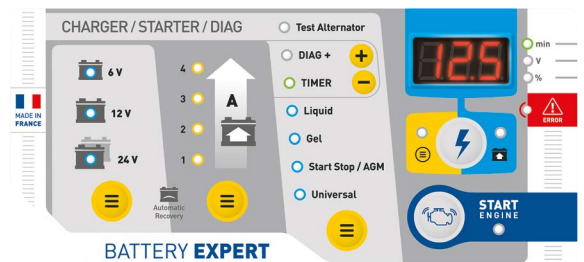 CHARGER / STARTER / DIAG
Test Alternator
DIAG +
TIMER
6 V
12 V
24 V
4
3
2
1
A
Automatic
Recovery
Liquid
Gel
Start Stop / AGM
Universal
12.5
min
V
%
MADE IN
FRANCE
ERROR
START
ENGINE
BATTERY EXPERT